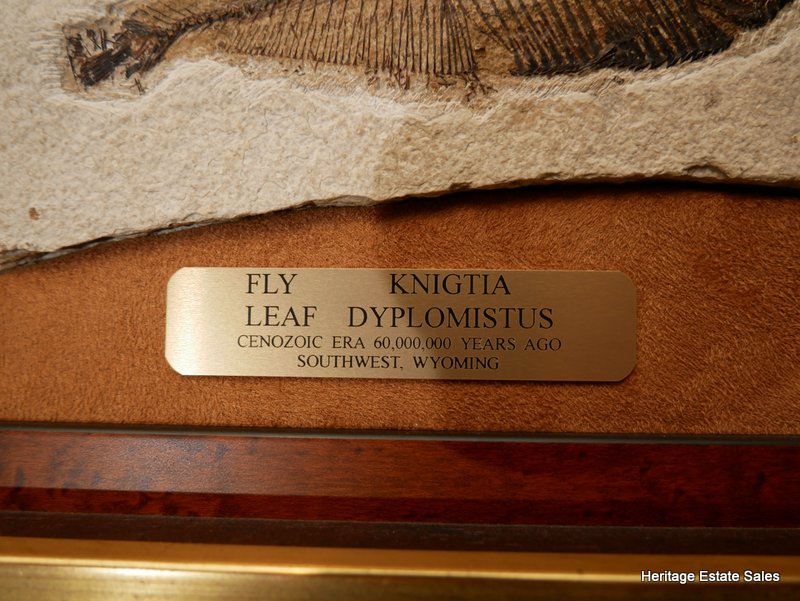 FLY KNIGTIA
LEAF DYPLOMISTUS
CENOZOIC ERA 60,000,000 YEARS AGO
SOUTHWEST, WYOMING
Heritage Estate Sales